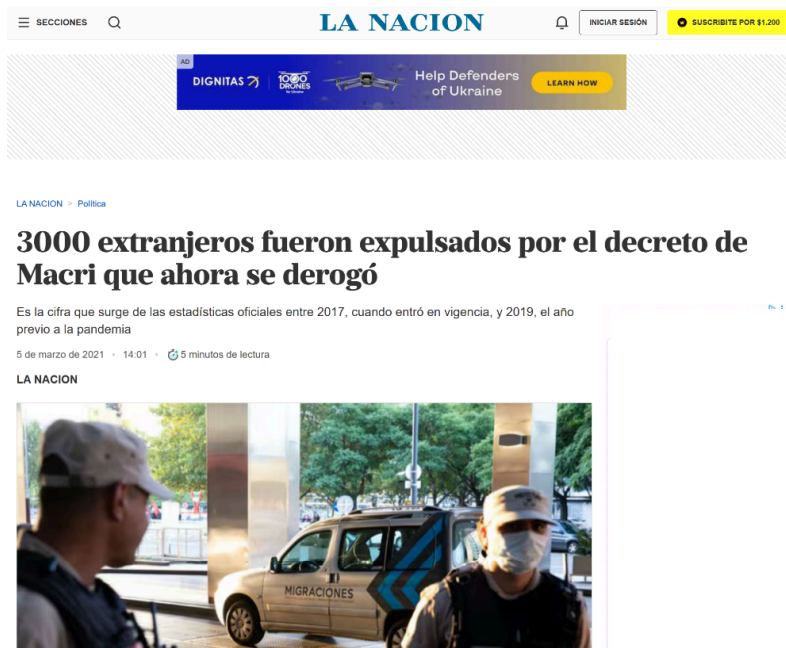 SECCIONES
LA NACION
INICIAR SESIÓN
SUSCRIBITE POR $1.200
AD
DIGNITAS
1000
DRONES
for Ukraine
Help Defenders
of Ukraine
LEARN HOW
LA NACION > Política
3000 extranjeros fueron expulsados por el decreto de
Macri que ahora se derogó
Es la cifra que surge de las estadísticas oficiales entre 2017, cuando entró en vigencia, y 2019, el año
previo a la pandemia
5 de marzo de 2021 • 14:01 • 5 minutos de lectura
LA NACION
MIGRACIONES